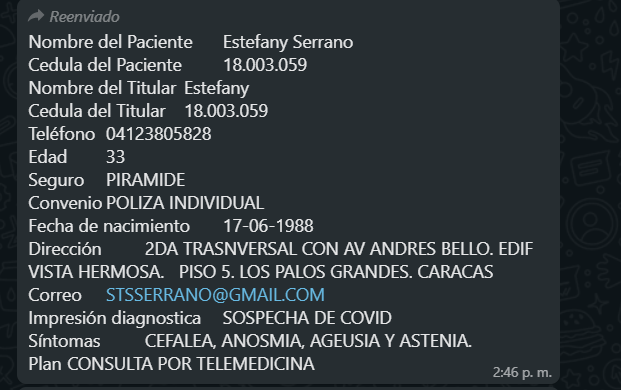 Reenviado
Nombre del Paciente Estefany Serrano
Cedula del Paciente 18.003.059
Nombre del Titular Estefany
Cedula del Titular 18.003.059
Teléfono 04123805828
Edad 33
Seguro PIRAMIDE
Convenio POLIZA INDIVIDUAL
Fecha de nacimiento 17-06-1988
Dirección 2DA TRASNVERSAL CON AV ANDRES BELLO. EDIF
VISTA HERMOSA. PISO 5. LOS PALOS GRANDES. CARACAS
Correo STSSERRANO@GMAIL.COM
Impresión diagnostica SOSPECHA DE COVID
Síntomas CEFALEA, ANOSMIA, AGEUSIA Y ASTENIA.
Plan CONSULTA POR TELEMEDICINA
2:46 p. m.